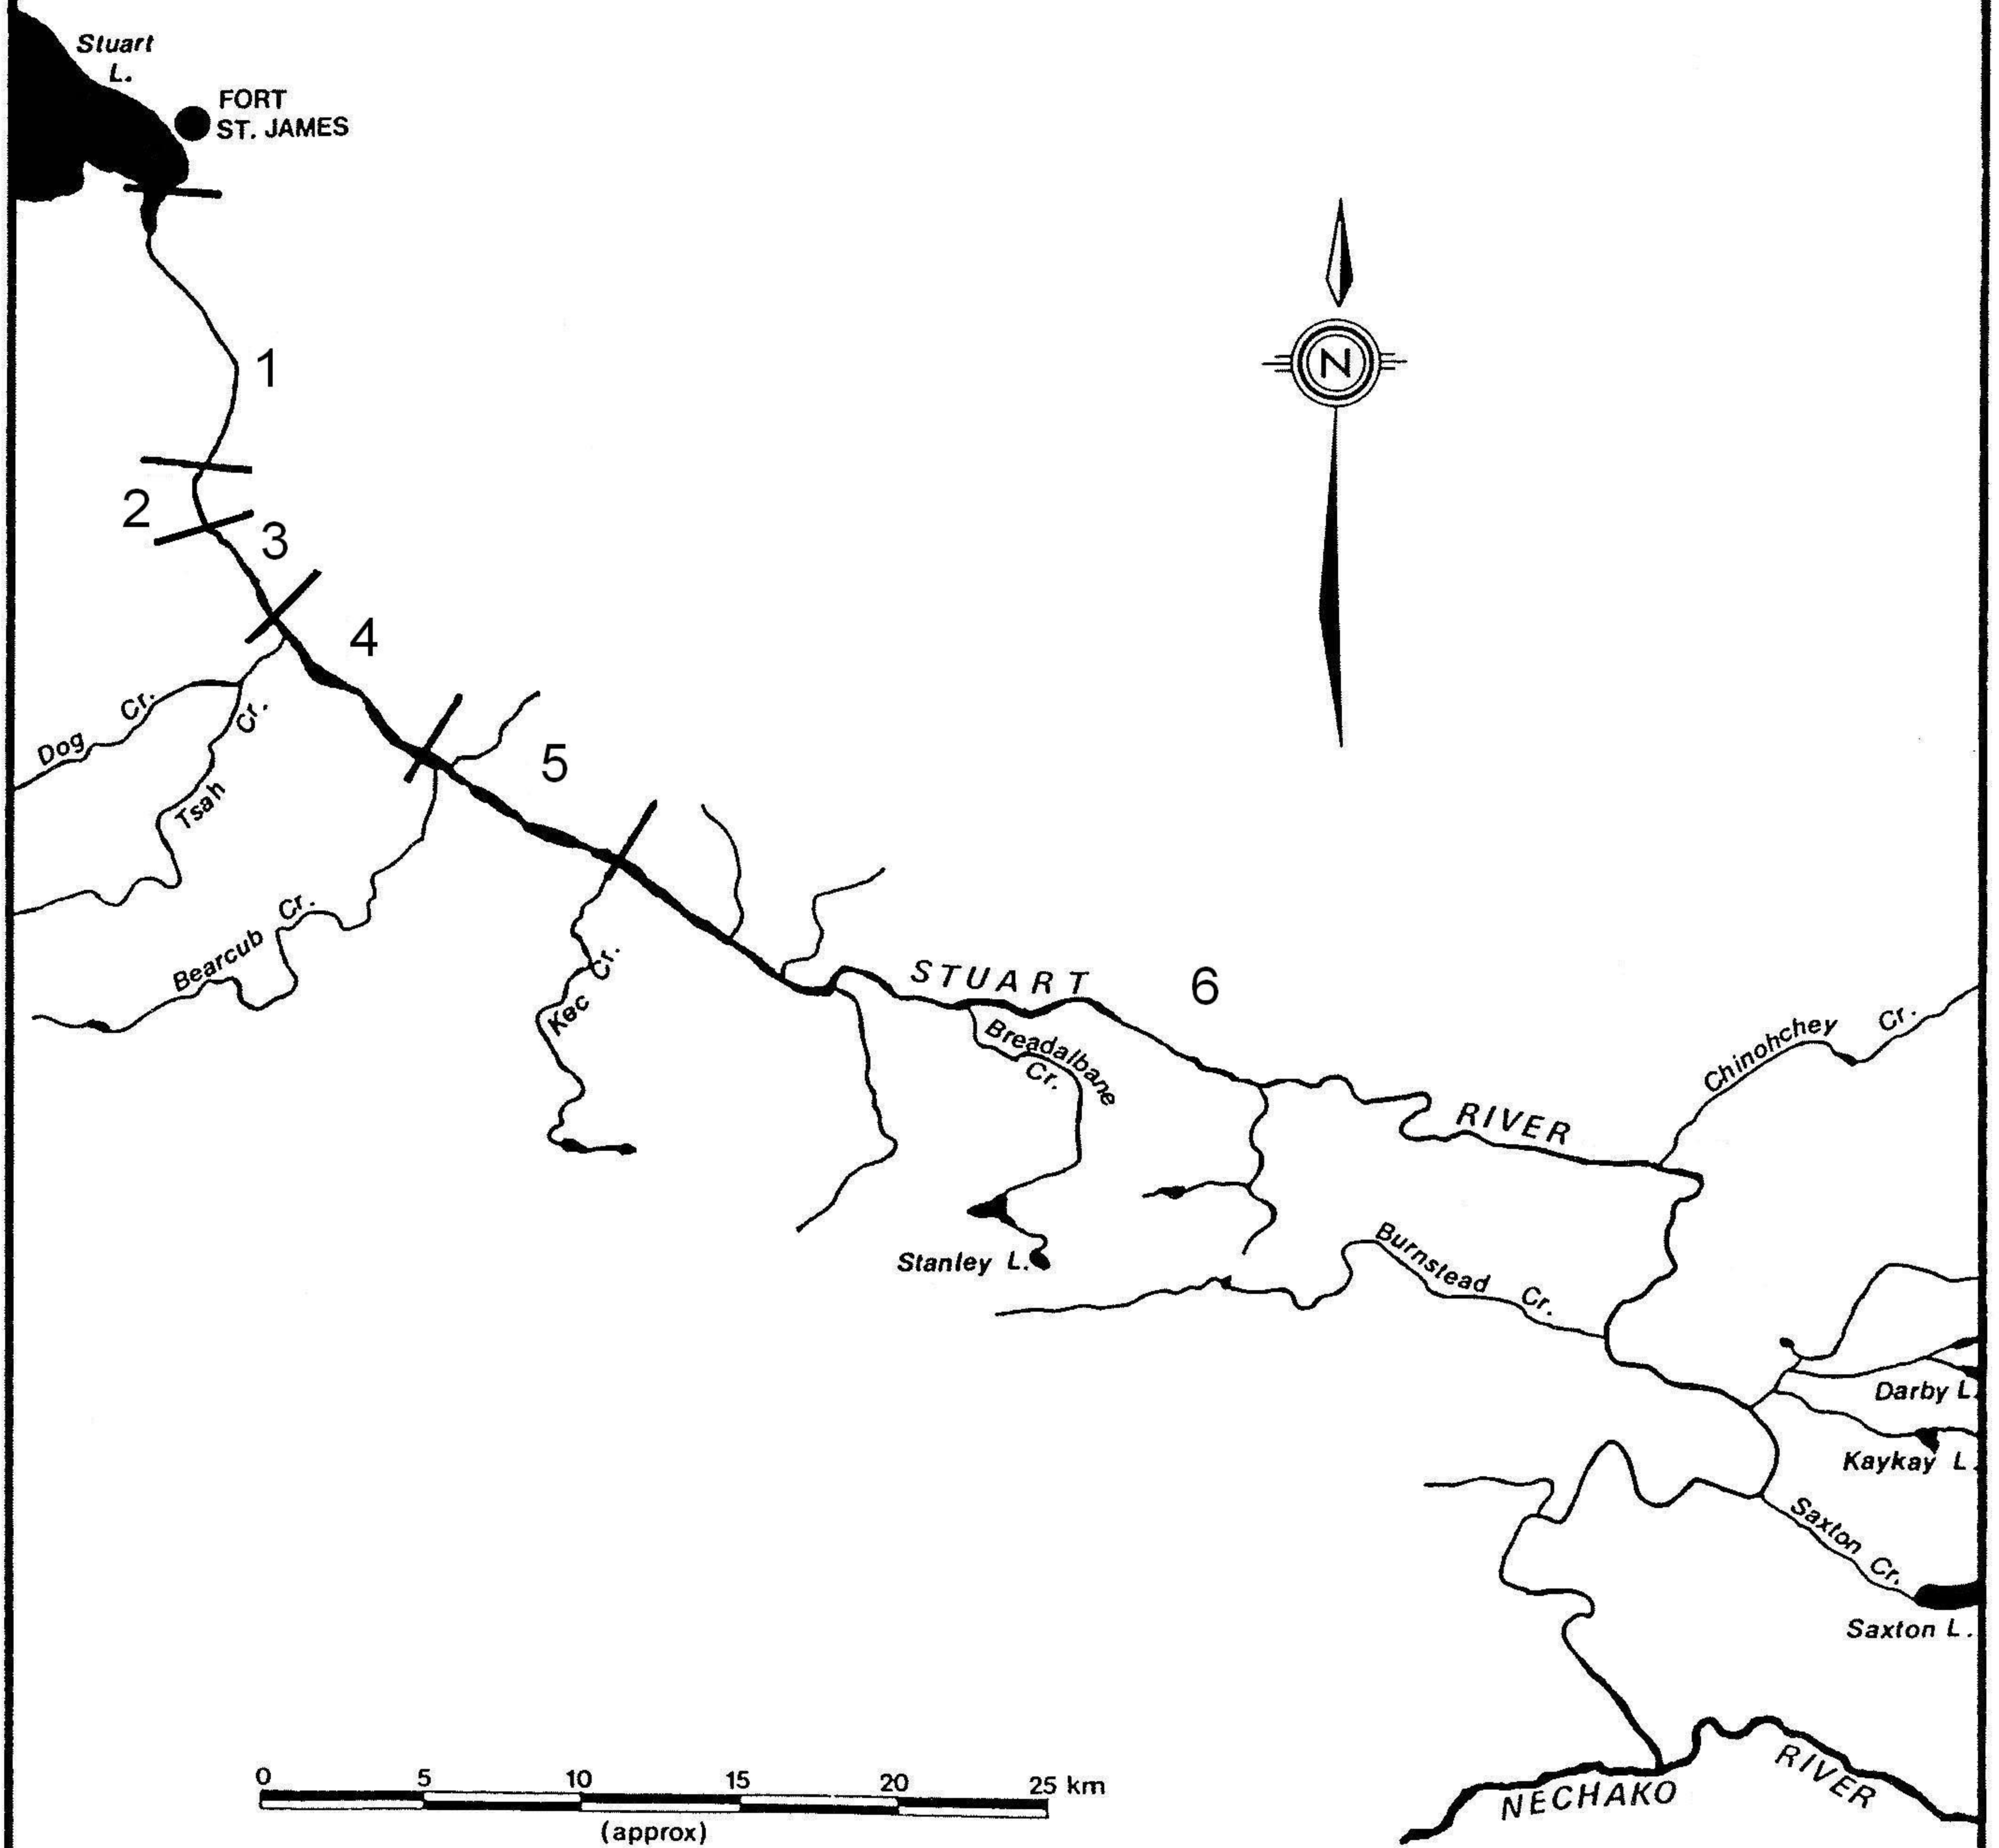 Stuart
L.
FORT
ST. JAMES
N
1
2
3
4
5
6
Dog Cr.
Tsah Cr.
Bearcub Cr.
Kec Cr.
STUART RIVER
Breadalbane
Cr.
Stanley L.
Chinohchey Cr.
Burnstead Cr.
Darby L.
Kaykay L.
Saxton Cr.
Saxton L.
NECHAKO RIVER
0 5 10 15 20 25 km
(approx)